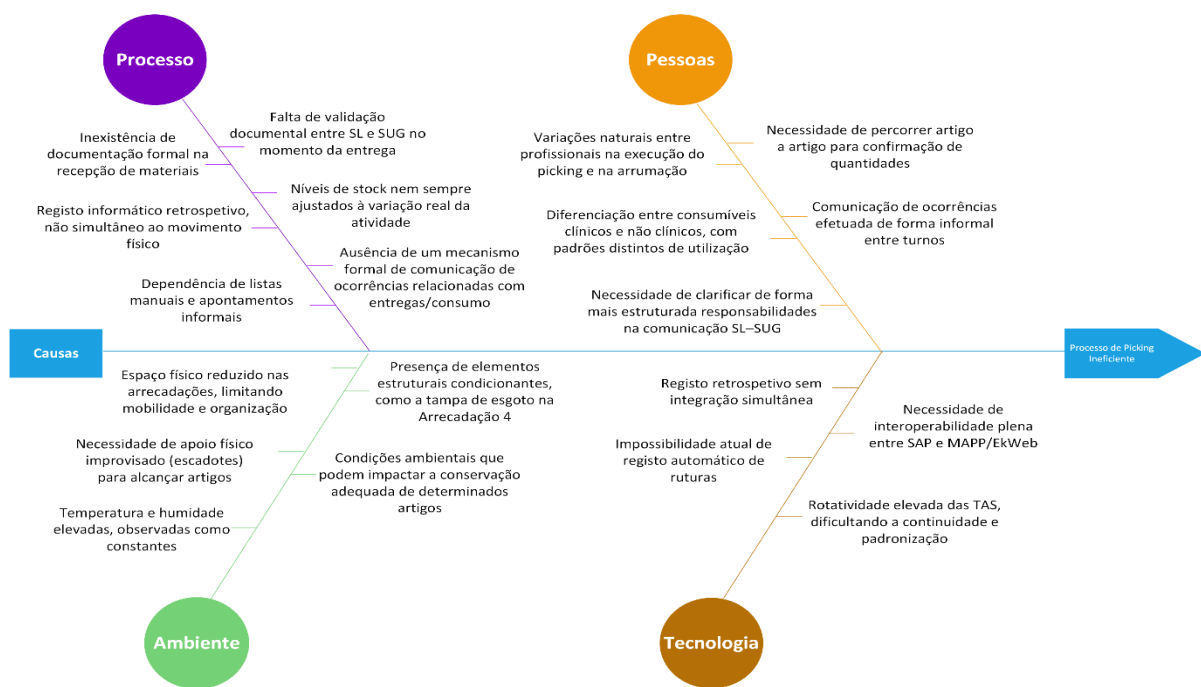 Processo
Pessoas
Falta de validação
documental entre SL e SUG no
momento da entrega
Inexistência de
documentação formal na
recepção de materiais
Níveis de stock nem sempre
ajustados à variação real da
atividade
Registo informático retrospetivo,
não simultâneo ao movimento
físico
Ausência de um mecanismo
formal de comunicação de
ocorrências relacionadas com
entregas/consumo
Dependência de listas
manuais e apontamentos
informais
Variações naturais entre
profissionais na execução do
picking e na arrumação
Necessidade de percorrer artigo
a artigo para confirmação de
quantidades
Diferenciação entre consumíveis
clínicos e não clínicos, com
padrões distintos de utilização
Comunicação de ocorrências
efetuada de forma informal
entre turnos
Necessidade de clarificar de forma
mais estruturada responsabilidades
na comunicação SL–SUG
Causas
Processo de Picking
Ineficiente
Espaço físico reduzido nas
arrecadações, limitando
mobilidade e organização
Presença de elementos
estruturais condicionantes,
como a tampa de esgoto na
Arrecadação 4
Necessidade de apoio físico
improvisado (escadotes)
para alcançar artigos
Condições ambientais que
podem impactar a conservação
adequada de determinados
artigos
Temperatura e humidade
elevadas, observadas como
constantes
Registo retrospetivo sem
integração simultânea
Necessidade de
interoperabilidade plena
entre SAP e MAPP/EkWeb
Impossibilidade atual de
registo automático de
ruturas
Rotatividade elevada das TAS,
dificultando a continuidade e
padronização
Ambiente
Tecnologia